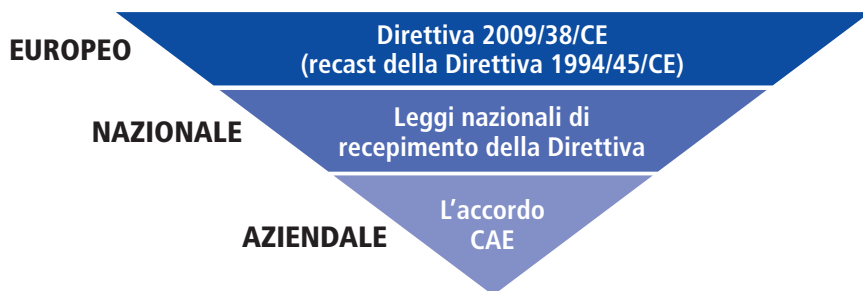 EUROPEO
Direttiva 2009/38/CE
(recast della Direttiva 1994/45/CE)
NAZIONALE
Leggi nazionali di
recepimento della Direttiva
AZIENDALE
L'accordo
CAE